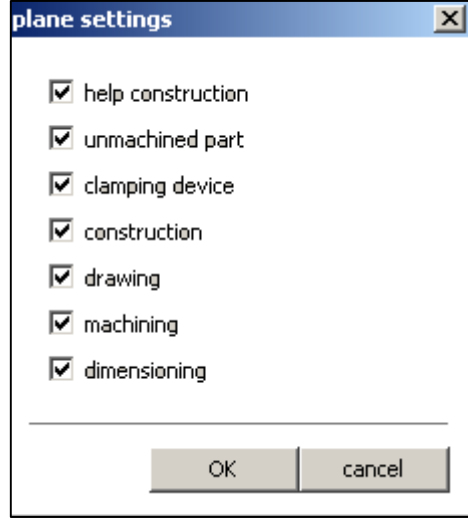 plane settings
help construction
unmachined part
clamping device
construction
drawing
machining
dimensioning
OK
cancel